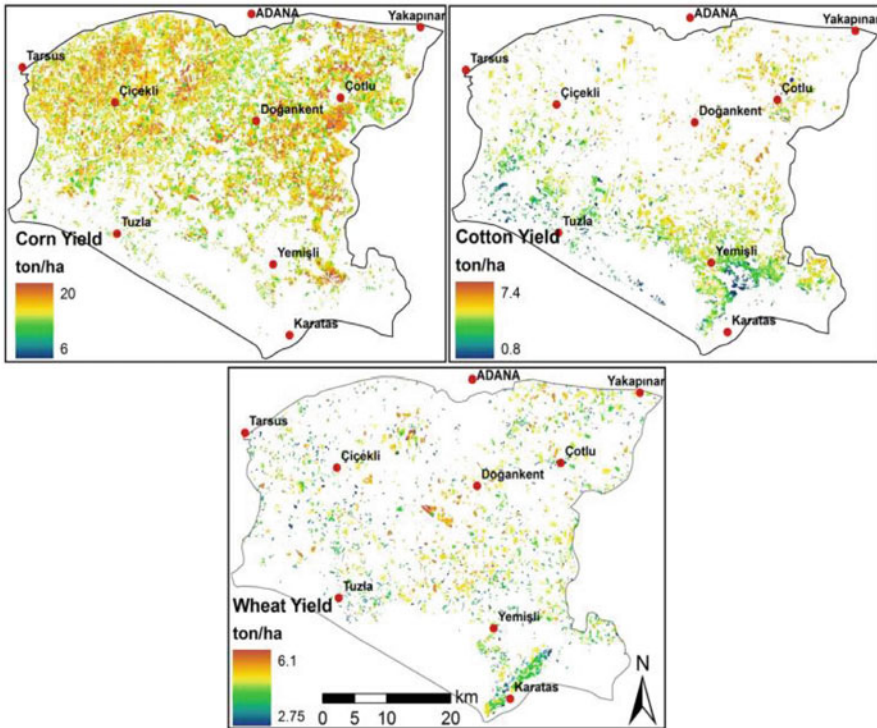 ADANA
Yakapınar
Tarsus
Çiçekli
Çotlu
Doğankent
Tuzla
Yemişli
Karatas
Corn Yield
ton/ha
20
6
ADANA
Yakapınar
Tarsus
Çiçekli
Çotlu
Doğankent
Tuzla
Yemişli
Karatas
Cotton Yield
ton/ha
7.4
0.8
ADANA
Yakapınar
Tarsus
Çiçekli
Çotlu
Doğankent
Tuzla
Yemişli
Karatas
Wheat Yield
ton/ha
6.1
2.75
km
0 5 10 20
N